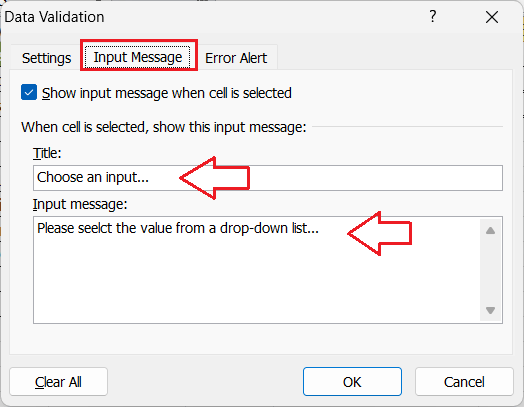 Data Validation
?
Settings
Input Message
Error Alert
Show input message when cell is selected
When cell is selected, show this input message:
Title:
Choose an input...
Input message:
Please seelct the value from a drop-down list...
Clear All
OK
Cancel